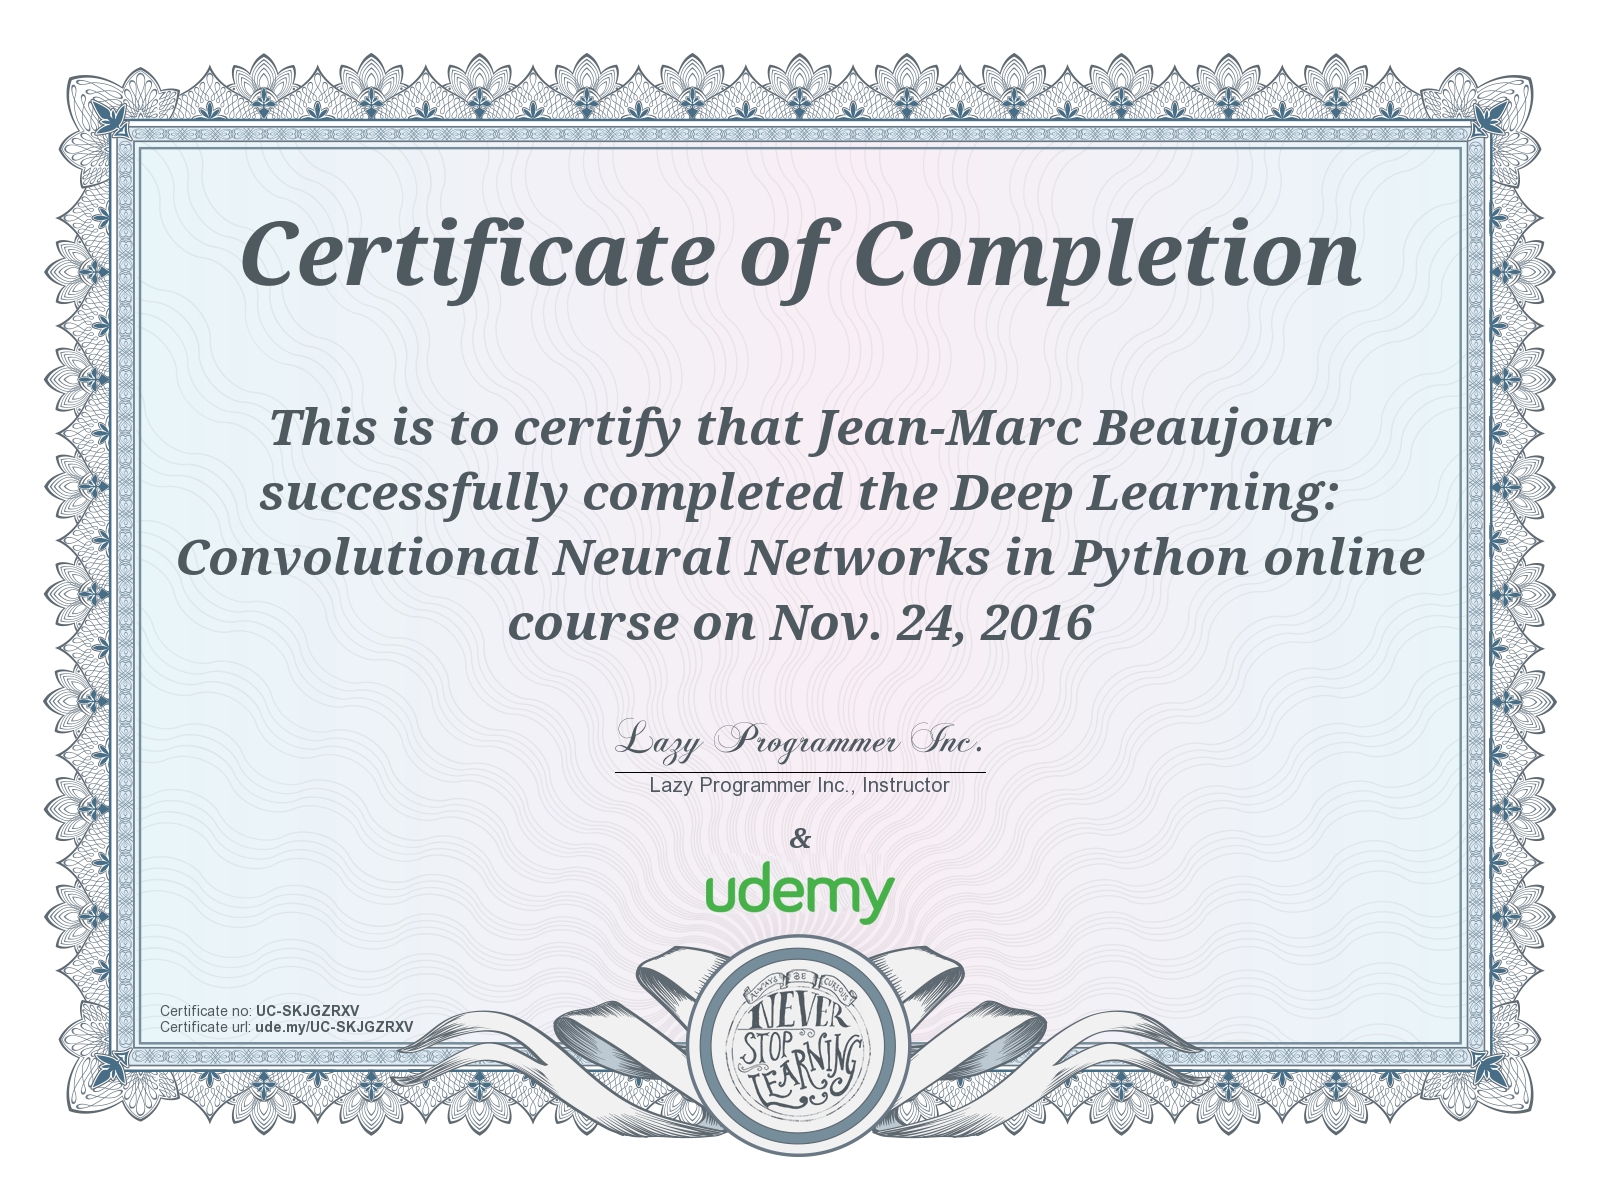 Certificate of Completion
This is to certify that Jean-Marc Beaujour
successfully completed the Deep Learning:
Convolutional Neural Networks in Python online
course on Nov. 24, 2016
Lazy Programmer Inc.
Lazy Programmer Inc., Instructor
&
udemy
Certificate no: UC-SKJGZRXV
Certificate url: ude.my/UC-SKJGZRXV
ALWAYS BE CURIOUS
NEVER
STOP
LEARNING